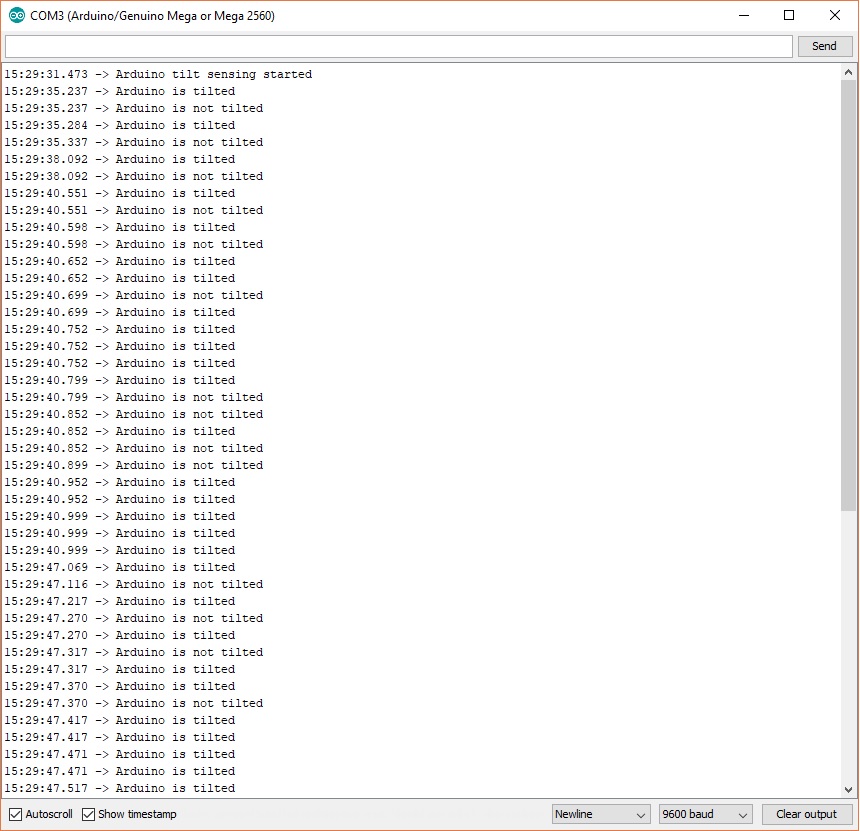 COM3 (Arduino/Genuino Mega or Mega 2560)
Send
15:29:31.473 -> Arduino tilt sensing started
15:29:35.237 -> Arduino is tilted
15:29:35.237 -> Arduino is not tilted
15:29:35.284 -> Arduino is tilted
15:29:35.337 -> Arduino is not tilted
15:29:38.092 -> Arduino is tilted
15:29:38.092 -> Arduino is not tilted
15:29:40.551 -> Arduino is tilted
15:29:40.551 -> Arduino is not tilted
15:29:40.598 -> Arduino is tilted
15:29:40.598 -> Arduino is not tilted
15:29:40.652 -> Arduino is tilted
15:29:40.652 -> Arduino is tilted
15:29:40.699 -> Arduino is not tilted
15:29:40.699 -> Arduino is tilted
15:29:40.752 -> Arduino is tilted
15:29:40.752 -> Arduino is tilted
15:29:40.752 -> Arduino is tilted
15:29:40.799 -> Arduino is tilted
15:29:40.799 -> Arduino is not tilted
15:29:40.852 -> Arduino is not tilted
15:29:40.852 -> Arduino is tilted
15:29:40.852 -> Arduino is not tilted
15:29:40.899 -> Arduino is not tilted
15:29:40.952 -> Arduino is tilted
15:29:40.952 -> Arduino is tilted
15:29:40.999 -> Arduino is tilted
15:29:40.999 -> Arduino is tilted
15:29:40.999 -> Arduino is tilted
15:29:47.069 -> Arduino is tilted
15:29:47.116 -> Arduino is not tilted
15:29:47.217 -> Arduino is tilted
15:29:47.270 -> Arduino is not tilted
15:29:47.270 -> Arduino is tilted
15:29:47.317 -> Arduino is not tilted
15:29:47.317 -> Arduino is tilted
15:29:47.370 -> Arduino is tilted
15:29:47.370 -> Arduino is not tilted
15:29:47.417 -> Arduino is tilted
15:29:47.417 -> Arduino is tilted
15:29:47.471 -> Arduino is tilted
15:29:47.471 -> Arduino is tilted
15:29:47.517 -> Arduino is tilted
Autoscroll Show timestamp Newline 9600 baud Clear output